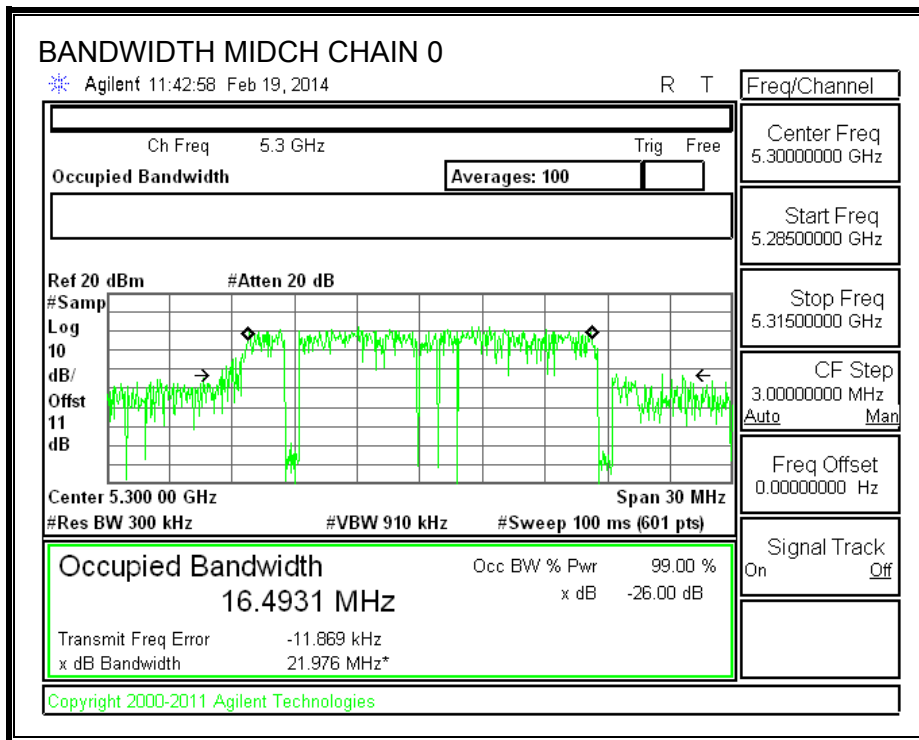 BANDWIDTH MIDCH CHAIN 0
Agilent 11:42:58 Feb 19, 2014 R T
Ch Freq 5.3 GHz Trig Free
Occupied Bandwidth Averages: 100
Ref 20 dBm #Atten 20 dB
#Samp
Log
10
dB/
Offst
11
dB
Center 5.300 00 GHz Span 30 MHz
#Res BW 300 kHz #VBW 910 kHz #Sweep 100 ms (601 pts)
Occupied Bandwidth Occ BW % Pwr 99.00 %
16.4931 MHz x dB -26.00 dB
Transmit Freq Error -11.869 kHz
x dB Bandwidth 21.976 MHz*
Copyright 2000-2011 Agilent Technologies
Freq/Channel
Center Freq
5.30000000 GHz
Start Freq
5.28500000 GHz
Stop Freq
5.31500000 GHz
CF Step
3.00000000 MHz
Auto Man
Freq Offset
0.00000000 Hz
Signal Track
On Off